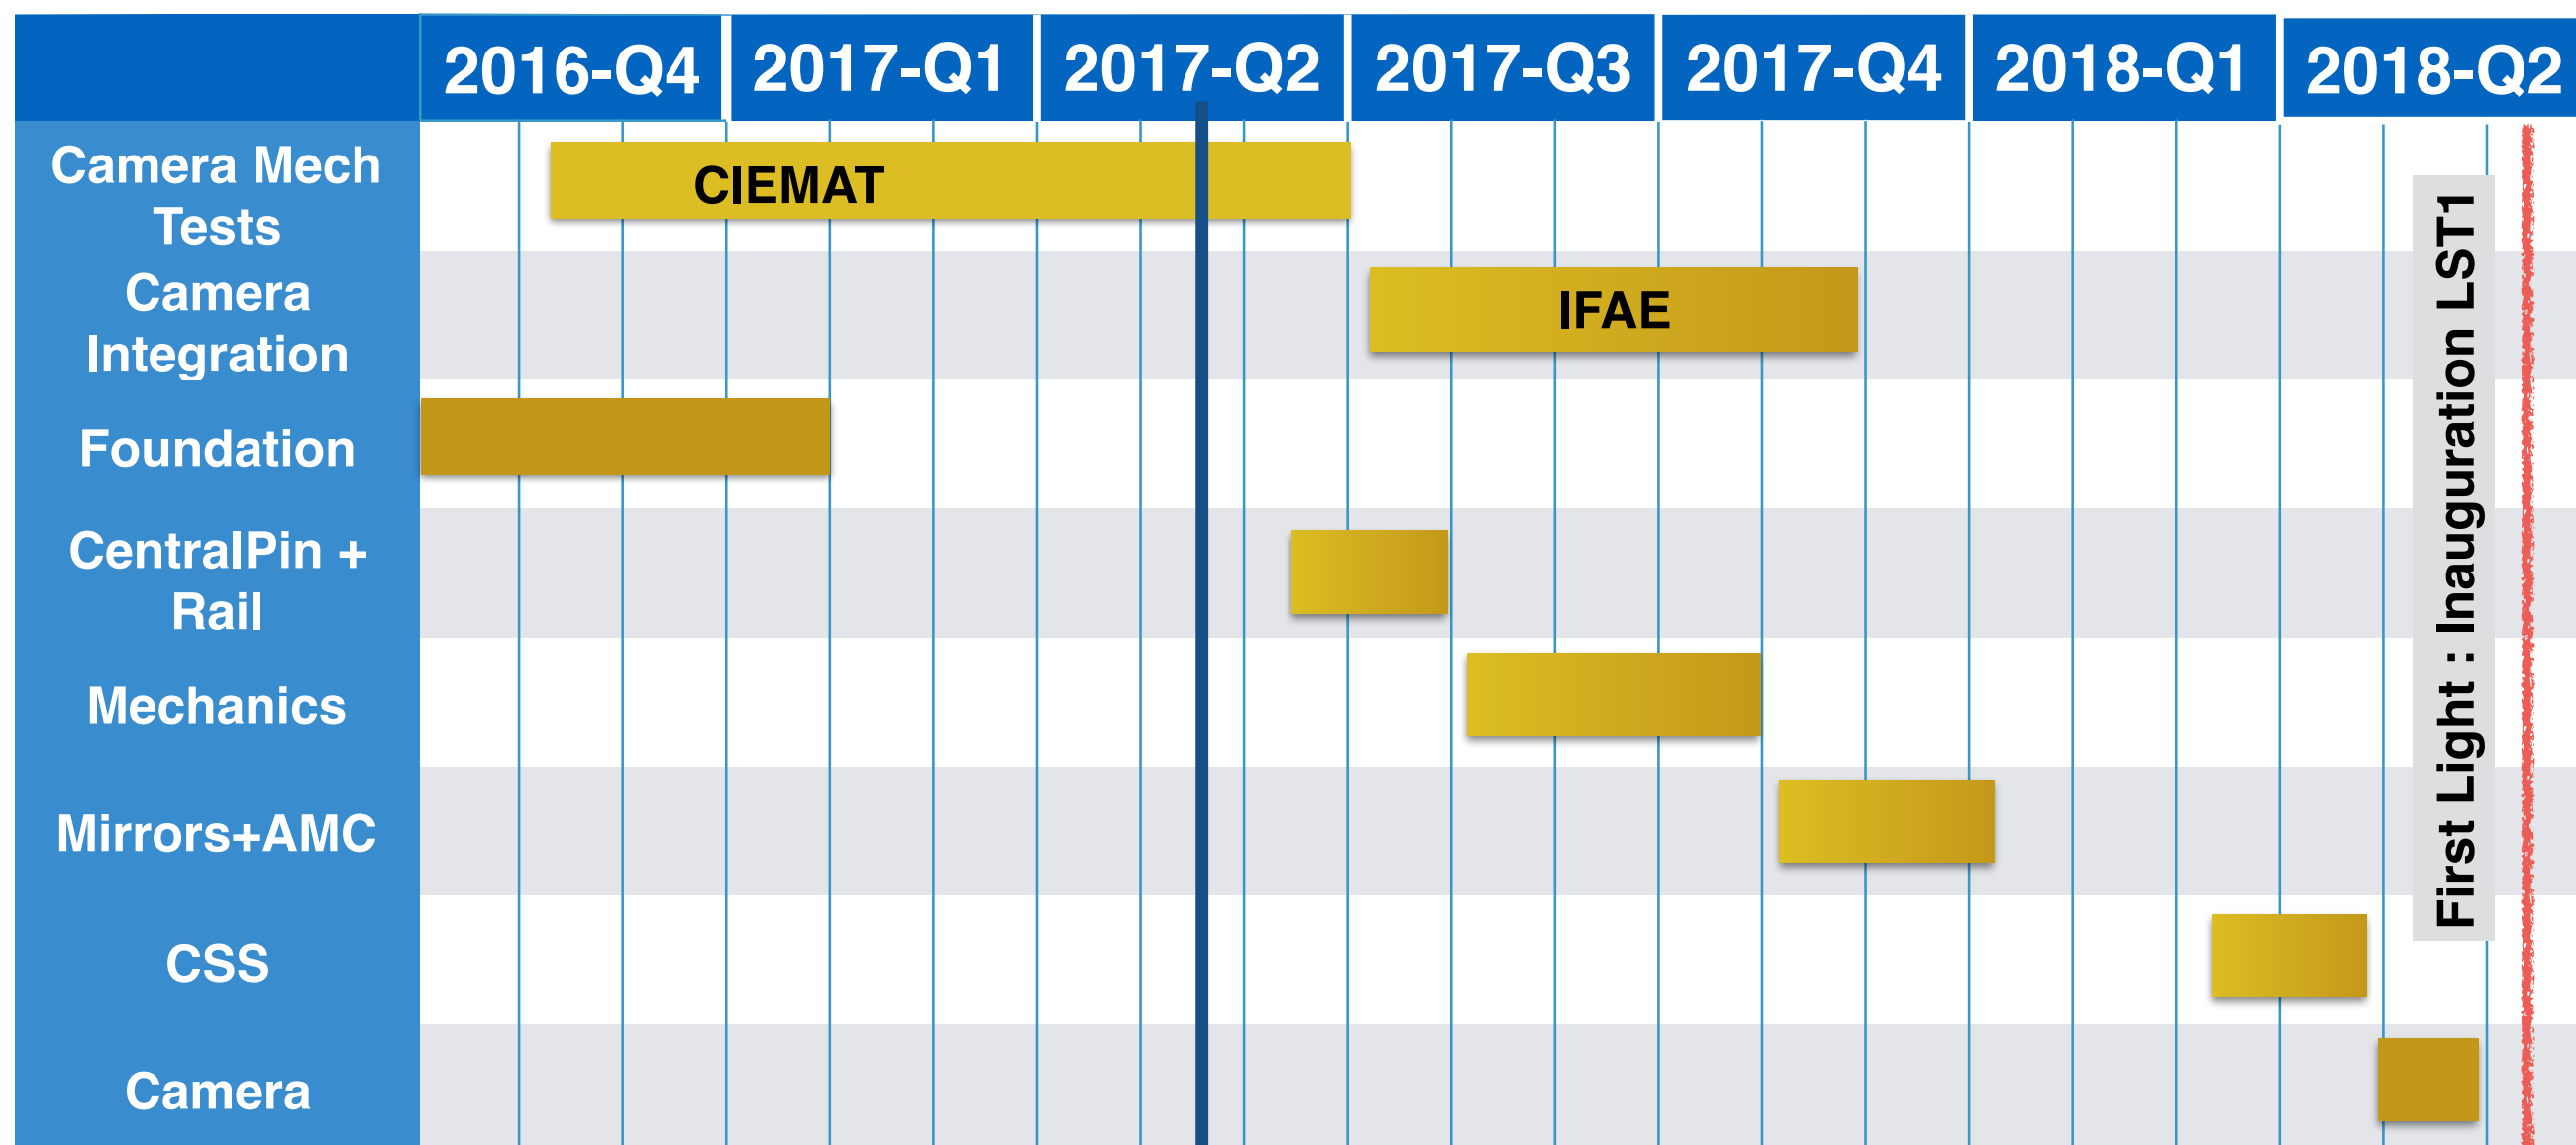 2016-Q4 2017-Q1 2017-Q2 2017-Q3 2017-Q4 2018-Q1 2018-Q2
Camera Mech
Tests
CIEMAT
Camera
Integration
IFAE
Foundation
CentralPin +
Rail
Mechanics
Mirrors+AMC
CSS
Camera
First Light : Inauguration LST1